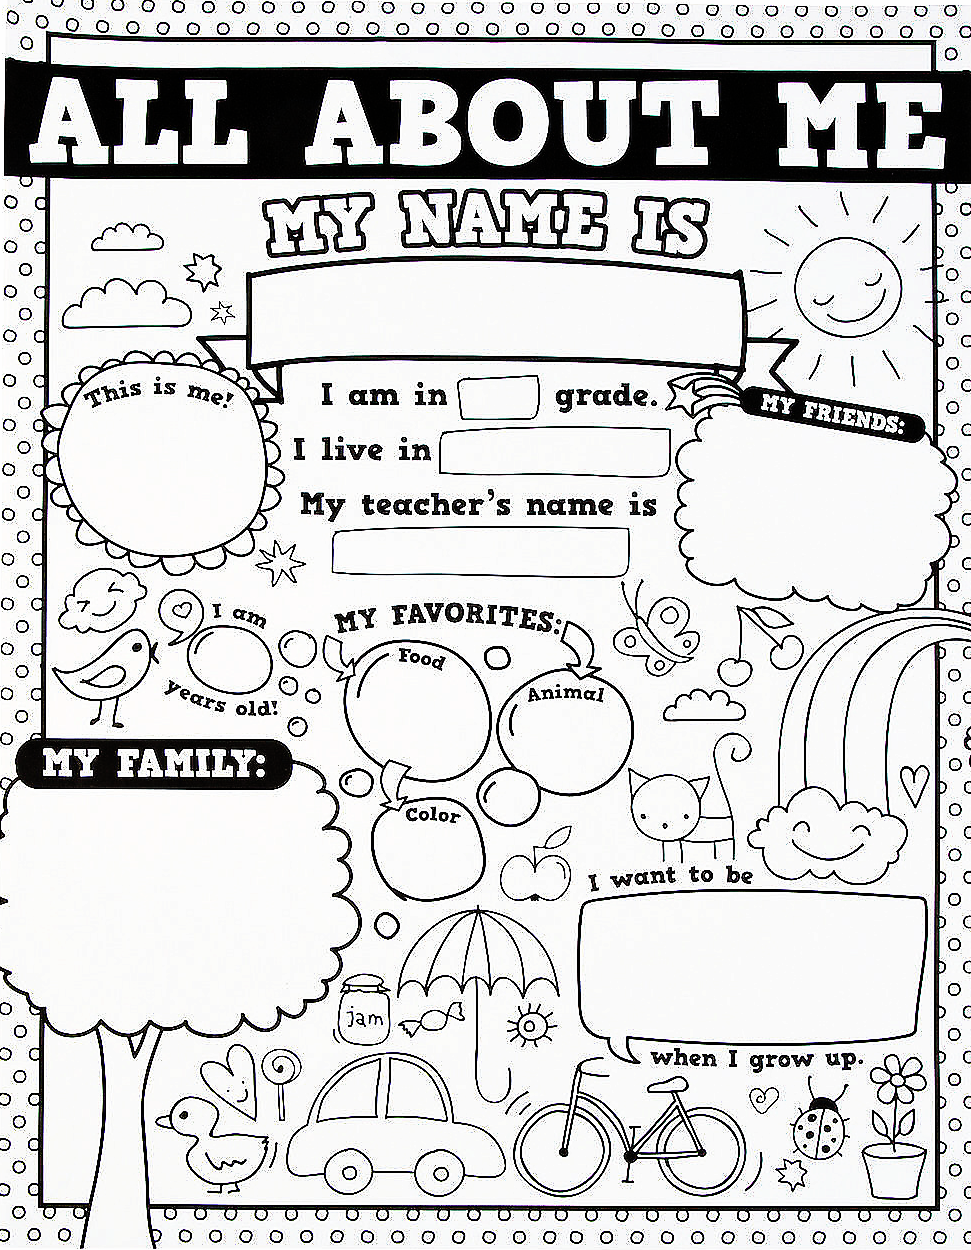 ALL ABOUT ME
MY NAME IS
This is me!
I am in grade.
I live in
My teacher's name is
MY FRIENDS:
I am
years old!
MY FAVORITES:
Food
Animal
Color
MY FAMILY:
I want to be
when I grow up.
jam